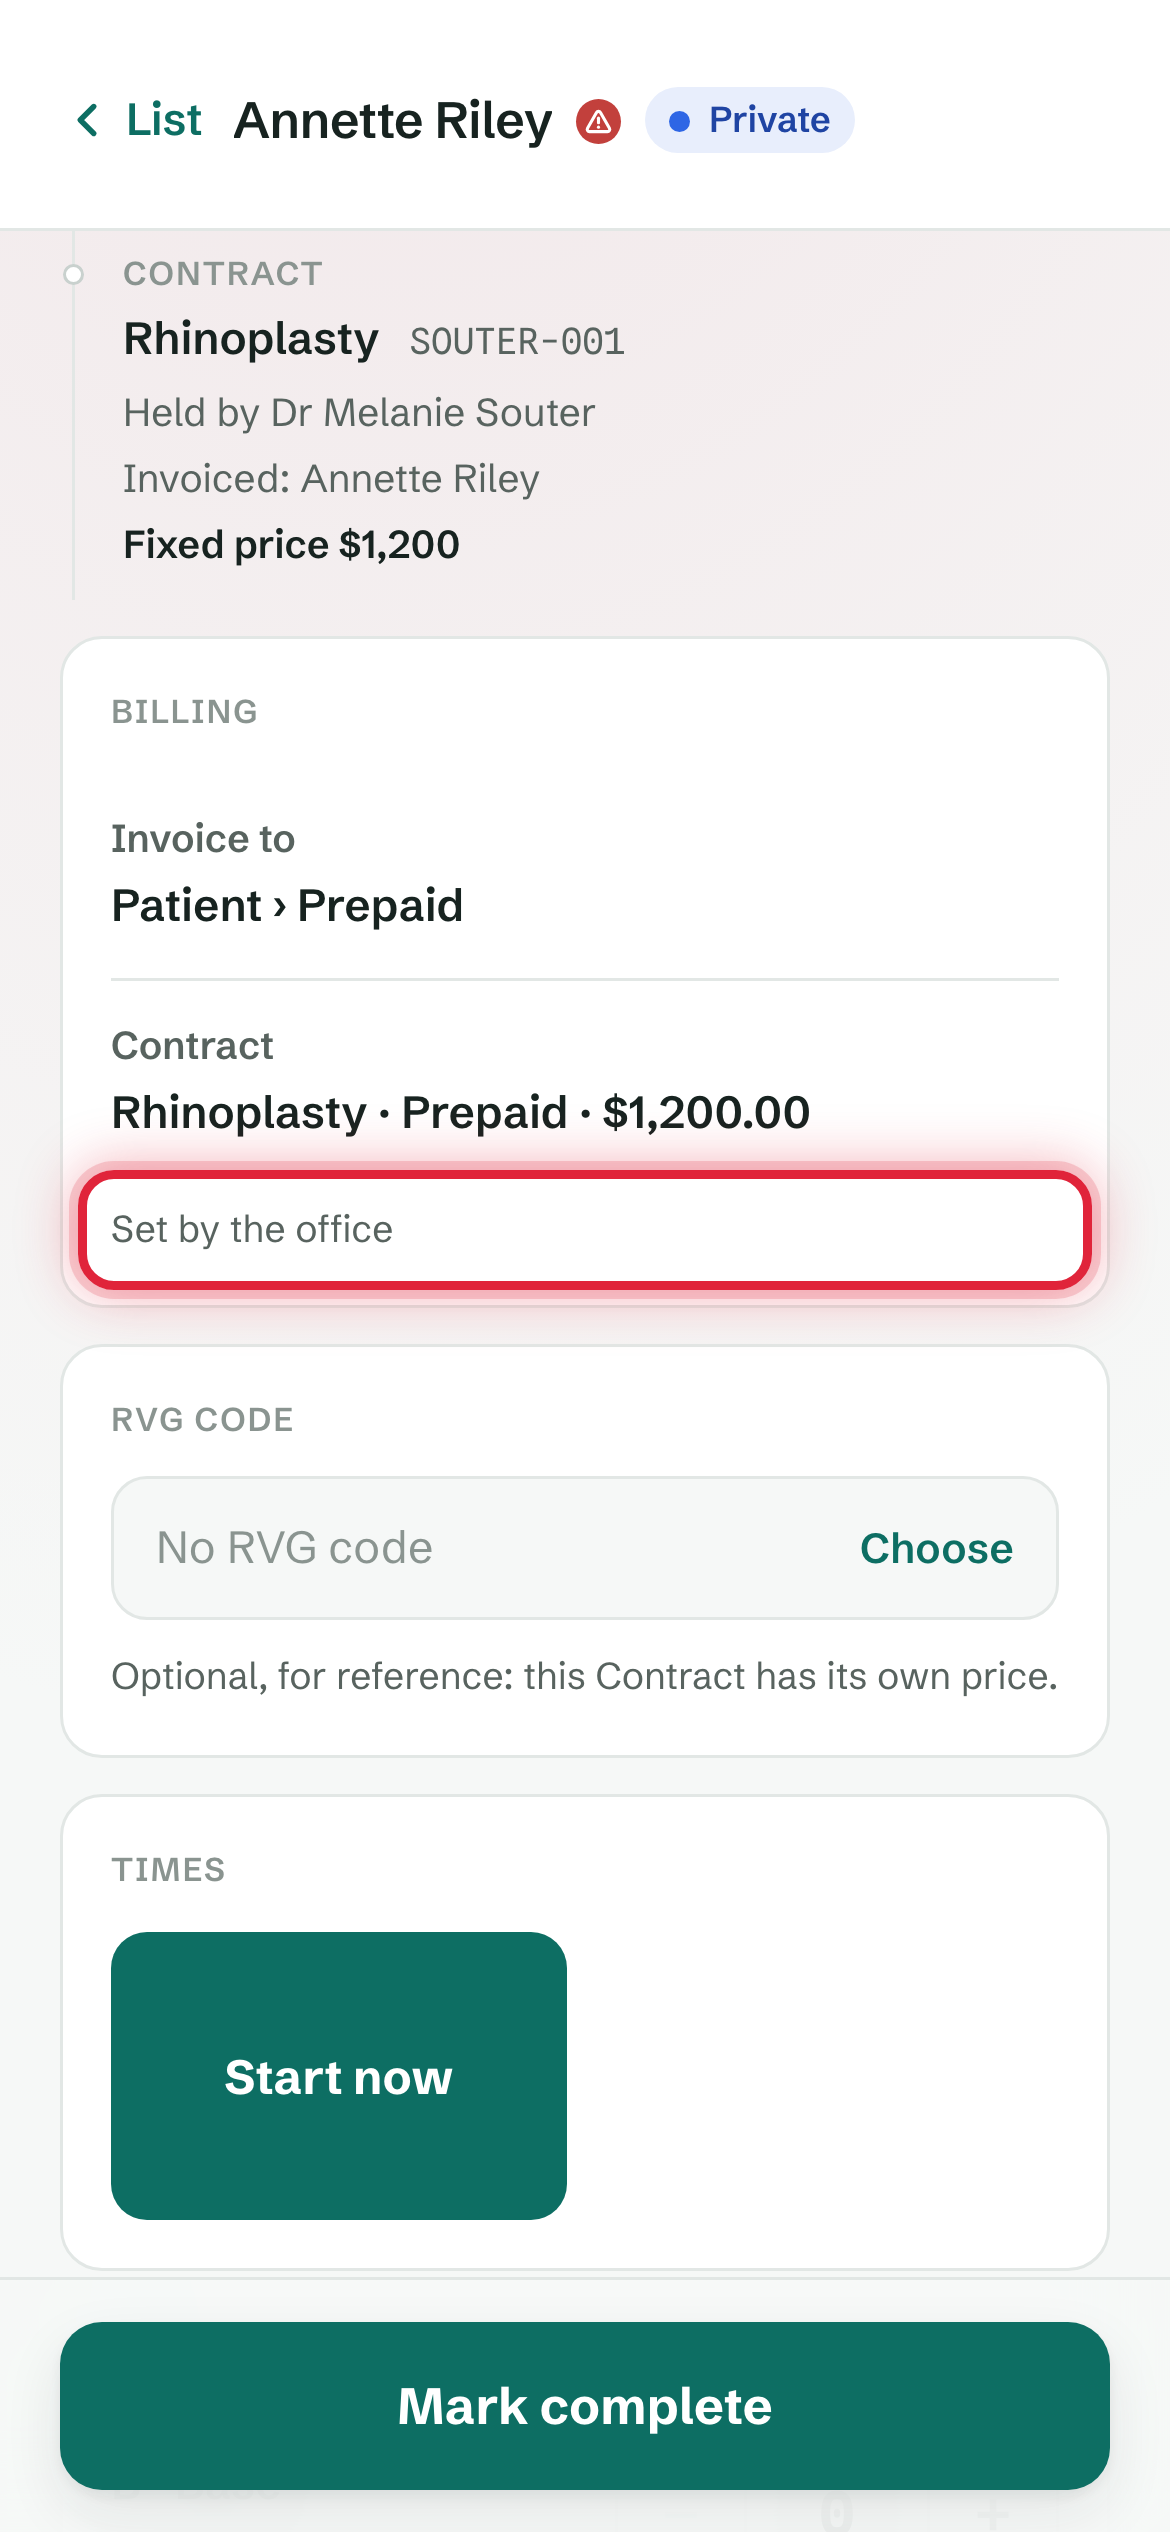 List Annette Riley Private
CONTRACT
Rhinoplasty SOUTER-001
Held by Dr Melanie Souter
Invoiced: Annette Riley
Fixed price $1,200
BILLING
Invoice to
Patient › Prepaid
Contract
Rhinoplasty · Prepaid · $1,200.00
Set by the office
RVG CODE
No RVG code Choose
Optional, for reference: this Contract has its own price.
TIMES
Start now
Mark complete